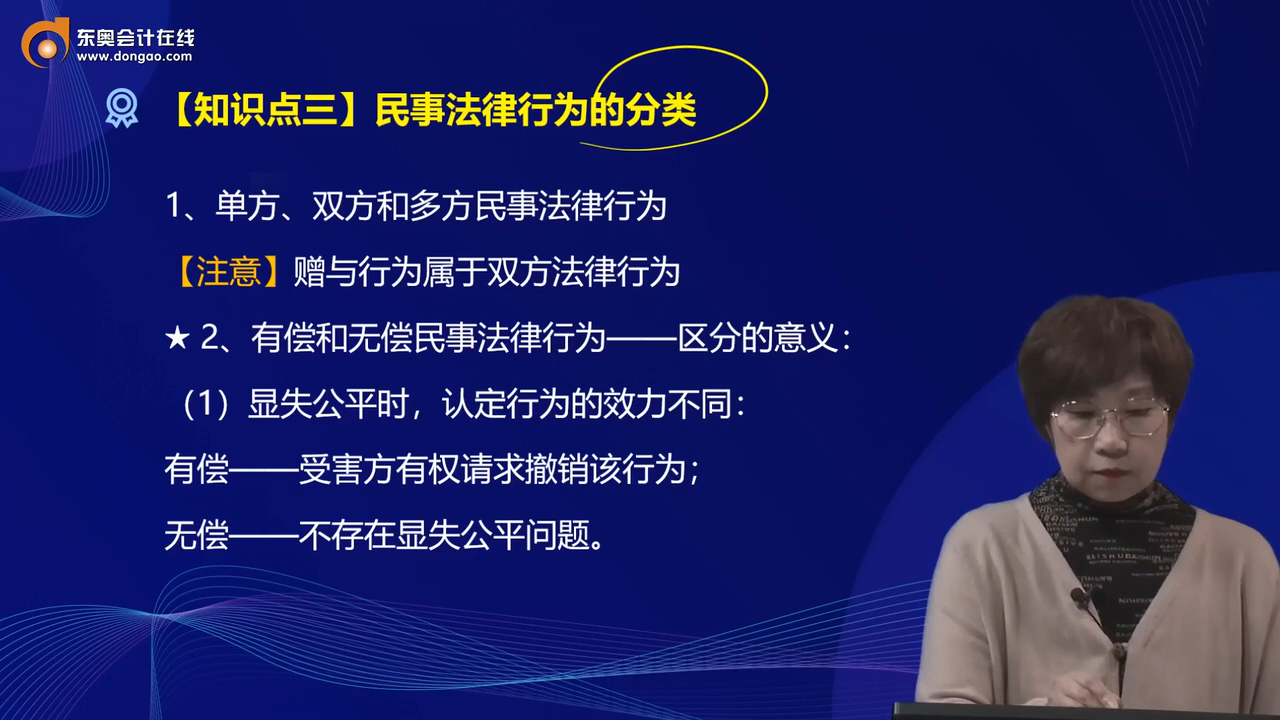 东奥会计在线
www.dongao.com
【知识点三】民事法律行为的分类
1、单方、双方和多方民事法律行为
【注意】赠与行为属于双方法律行为
★ 2、有偿和无偿民事法律行为——区分的意义：
（1）显失公平时，认定行为的效力不同：
有偿——受害方有权请求撤销该行为；
无偿——不存在显失公平问题。